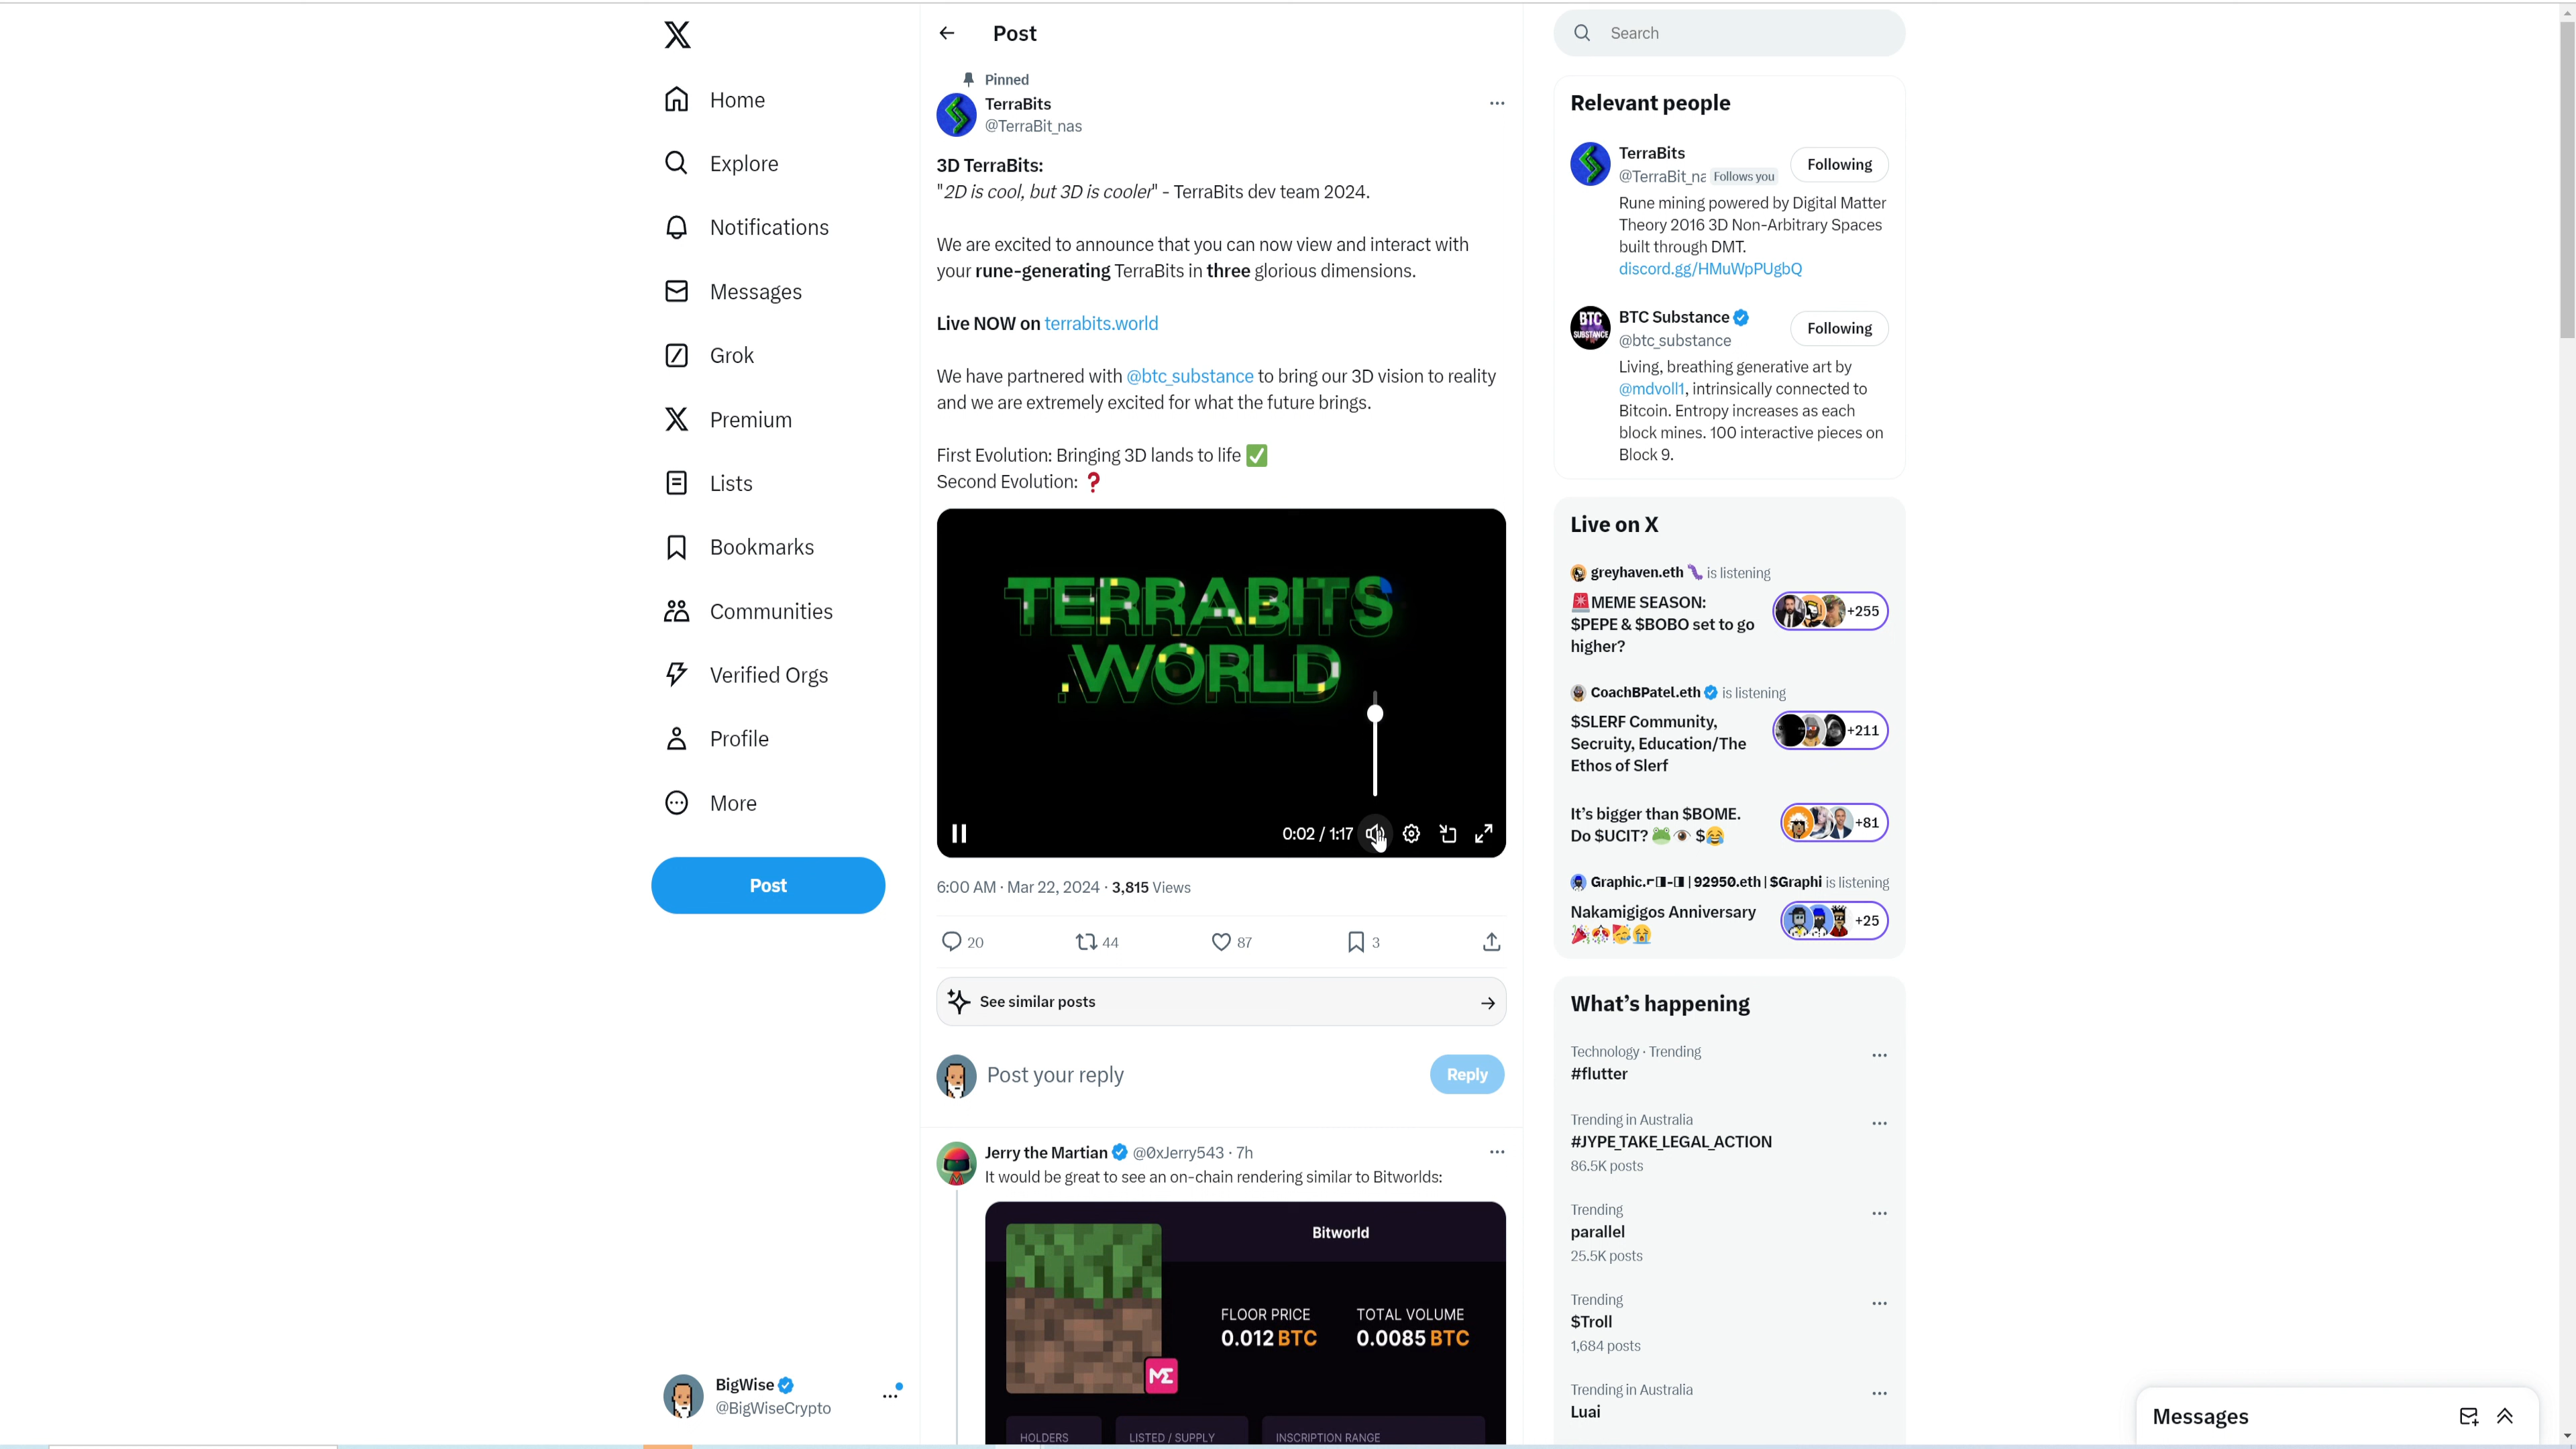 Home
Explore
Notifications
Messages
Grok
Premium
Lists
Bookmarks
Communities
Verified Orgs
Profile
More
Post
BigWise
@BigWiseCrypto
Post
Pinned
TerraBits
@TerraBit_nas
3D TerraBits:
"2D is cool, but 3D is cooler" - TerraBits dev team 2024.
We are excited to announce that you can now view and interact with
your rune-generating TerraBits in three glorious dimensions.
Live NOW on terrabits.world
We have partnered with @btc_substance to bring our 3D vision to reality
and we are extremely excited for what the future brings.
First Evolution: Bringing 3D lands to life ✅
Second Evolution: ❓
TERRABITS
.WORLD
0:02 / 1:17
6:00 AM · Mar 22, 2024 · 3,815 Views
20 44 87 3
See similar posts
Post your reply
Reply
Jerry the Martian @0xJerry543 · 7h
It would be great to see an on-chain rendering similar to Bitworlds:
Bitworld
FLOOR PRICE TOTAL VOLUME
0.012 BTC 0.0085 BTC
ME
HOLDERS LISTED / SUPPLY INSCRIPTION RANGE
Search
Relevant people
TerraBits
@TerraBit_na Follows you
Following
Rune mining powered by Digital Matter
Theory 2016 3D Non-Arbitrary Spaces
built through DMT.
discord.gg/HMuWpPUgbQ
BTC SUBSTANCE
BTC Substance
@btc_substance
Following
Living, breathing generative art by
@mdvoll1, intrinsically connected to
Bitcoin. Entropy increases as each
block mines. 100 interactive pieces on
Block 9.
Live on X
greyhaven.eth is listening
🚨MEME SEASON:
$PEPE & $BOBO set to go
higher?
+255
CoachBPatel.eth is listening
$SLERF Community,
Secruity, Education/The
Ethos of Slerf
+211
It's bigger than $BOME.
Do $UCIT? 🐸👁️$😂
+81
Graphic.⌐◨-◨ | 92950.eth | $Graphi is listening
Nakamigigos Anniversary
🎉🎊🥳😭
+25
What's happening
Technology · Trending
#flutter
Trending in Australia
#JYPE_TAKE_LEGAL_ACTION
86.5K posts
Trending
parallel
25.5K posts
Trending
$Troll
1,684 posts
Trending in Australia
Luai
Messages